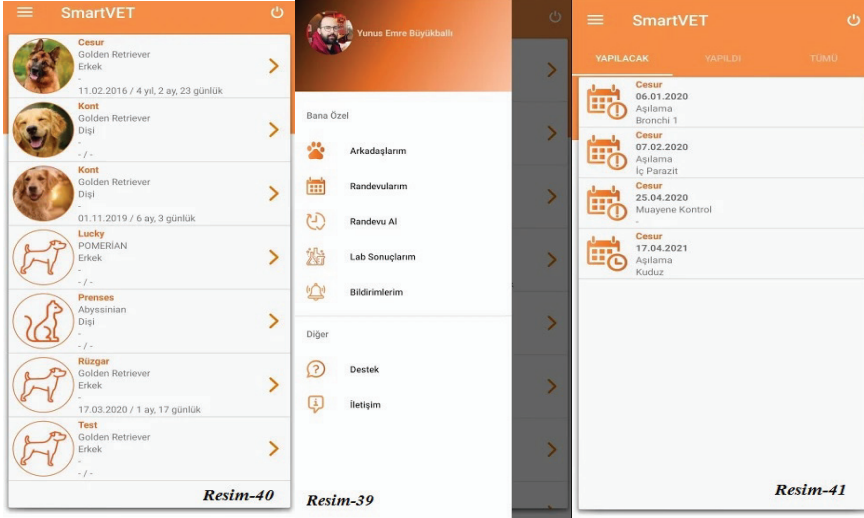 SmartVET
Cesur
Golden Retriever
Erkek
-
11.02.2016 / 4 yıl, 2 ay, 23 günlük
Kont
Golden Retriever
Dişi
-
- / -
Kont
Golden Retriever
Dişi
-
01.11.2019 / 6 ay, 3 günlük
Lucky
POMERİAN
Erkek
-
- / -
Prenses
Abyssinian
Dişi
-
- / -
Rüzgar
Golden Retriever
Erkek
-
17.03.2020 / 1 ay, 17 günlük
Test
Golden Retriever
Erkek
-
- / -
Resim-40
Yunus Emre Büyükballı
Bana Özel
Arkadaşlarım
Randevularım
Randevu Al
Lab Sonuçlarım
Bildirimlerim
Diğer
Destek
İletişim
Resim-39
SmartVET
YAPILACAK YAPILDI TÜMÜ
Cesur
06.01.2020
Aşılama
Bronchi 1
Cesur
07.02.2020
Aşılama
İç Parazit
Cesur
25.04.2020
Muayene Kontrol
-
Cesur
17.04.2021
Aşılama
Kuduz
Resim-41